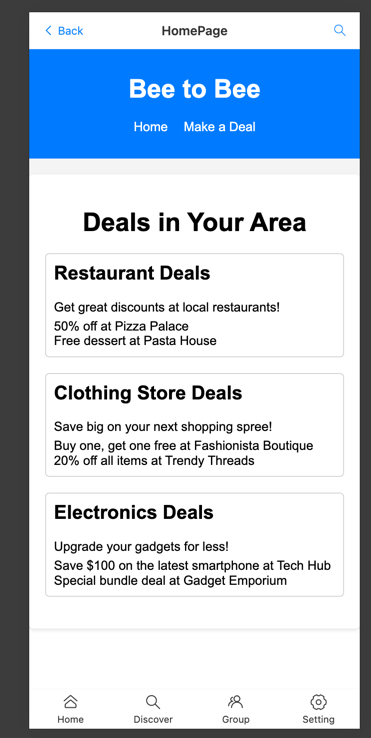 Back HomePage
Bee to Bee
Home Make a Deal
Deals in Your Area
Restaurant Deals
Get great discounts at local restaurants!
50% off at Pizza Palace
Free dessert at Pasta House
Clothing Store Deals
Save big on your next shopping spree!
Buy one, get one free at Fashionista Boutique
20% off all items at Trendy Threads
Electronics Deals
Upgrade your gadgets for less!
Save $100 on the latest smartphone at Tech Hub
Special bundle deal at Gadget Emporium
Home Discover Group Setting